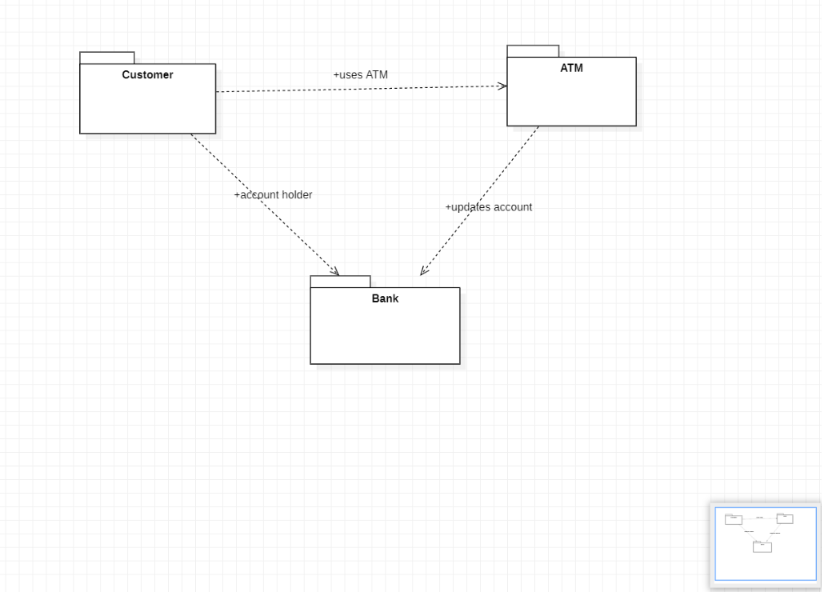 Customer
+uses ATM
ATM
+account holder
+updates account
Bank